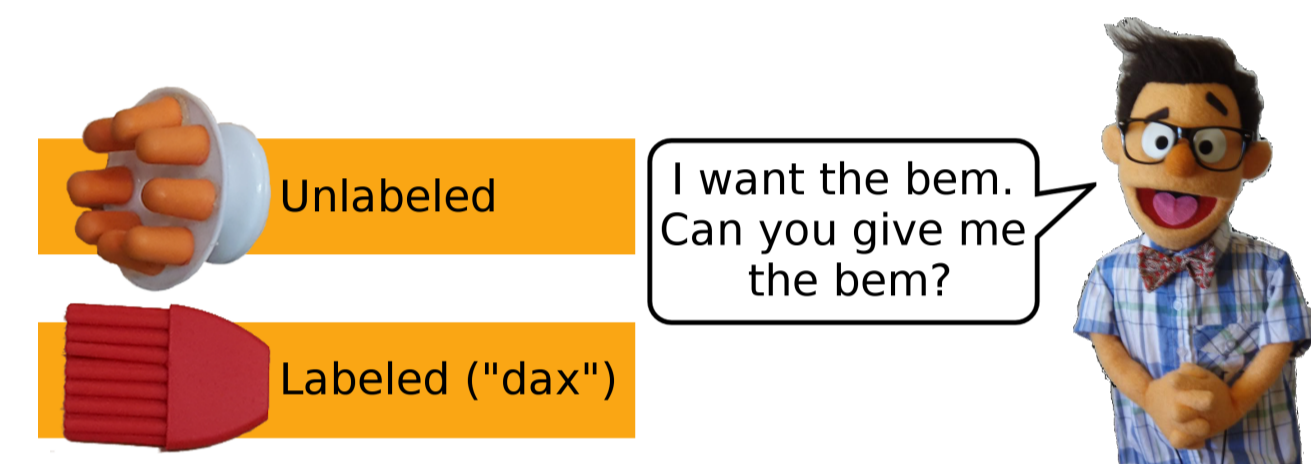 Unlabeled
Labeled ("dax")
I want the bem.
Can you give me
the bem?